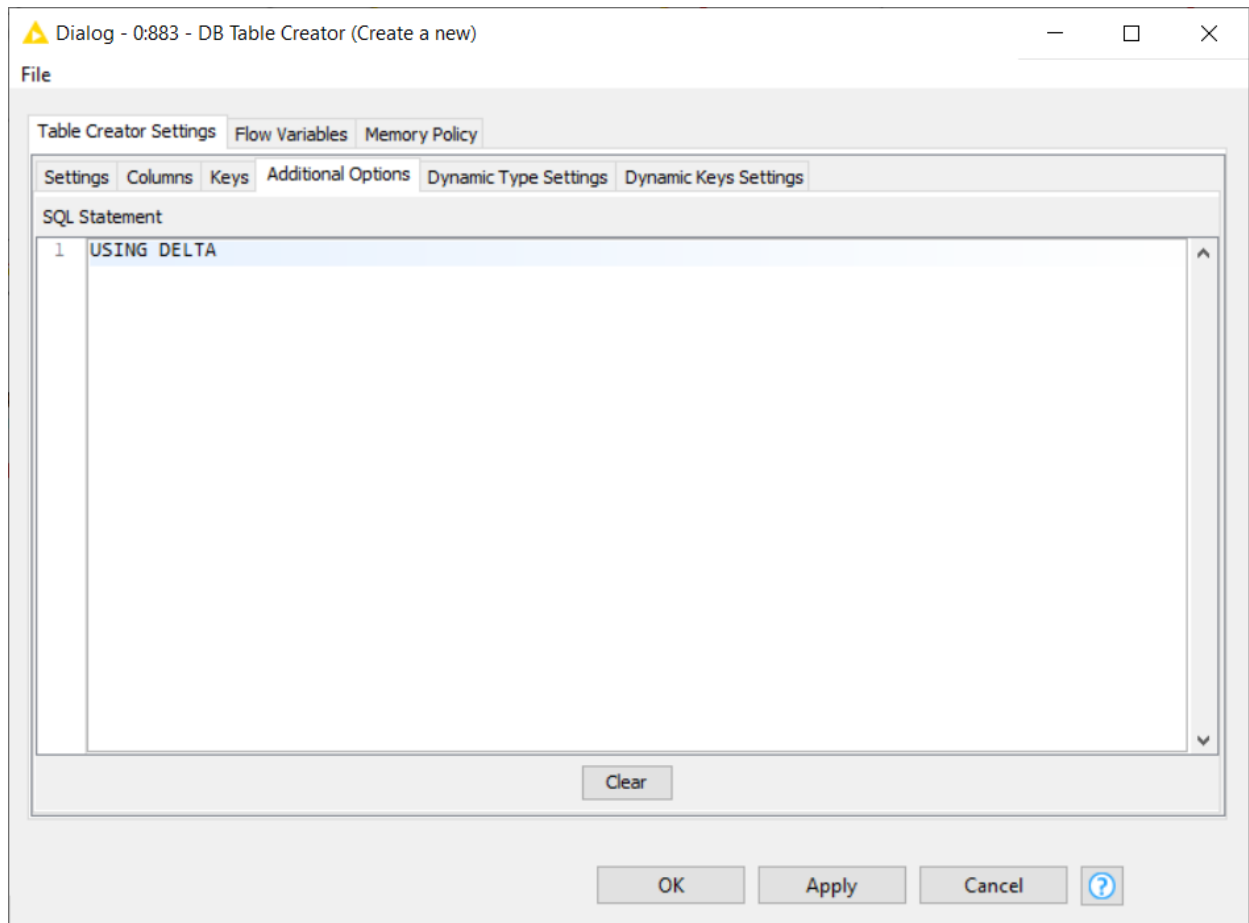 Dialog - 0:883 - DB Table Creator (Create a new)
File
Table Creator Settings Flow Variables Memory Policy
Settings Columns Keys Additional Options Dynamic Type Settings Dynamic Keys Settings
SQL Statement
1 USING DELTA
Clear
OK Apply Cancel ?